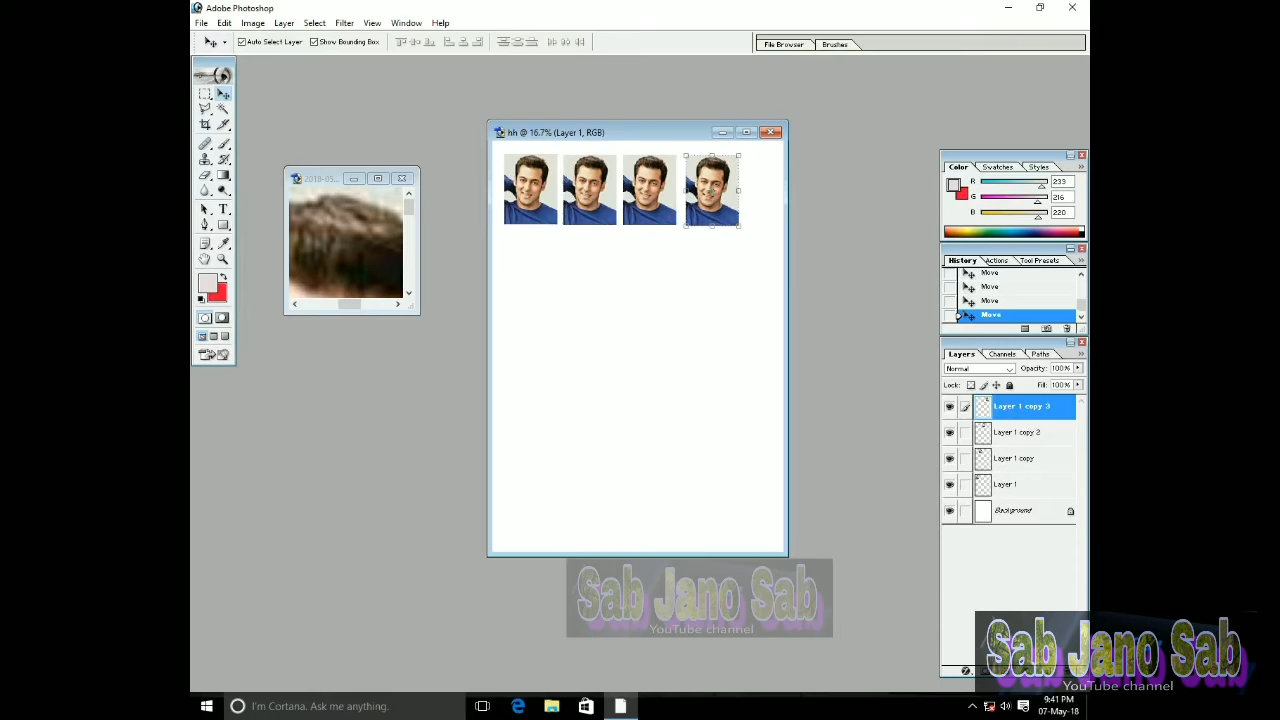 Adobe Photoshop
File Edit Image Layer Select Filter View Window Help
Auto Select Layer Show Bounding Box File Browser Brushes
hh @ 16.7% (Layer 1, RGB)
2018-05...
Color Swatches Styles
R 233
G 216
B 220
History Actions Tool Presets
Move
Move
Move
Move
Layers Channels Paths
Normal Opacity: 100%
Lock: Fill: 100%
Layer 1 copy 3
Layer 1 copy 2
Layer 1 copy
Layer 1
Background
Sab Jano Sab
YouTube channel
Sab Jano Sab
YouTube channel
I'm Cortana. Ask me anything.
9:41 PM
07-May-18